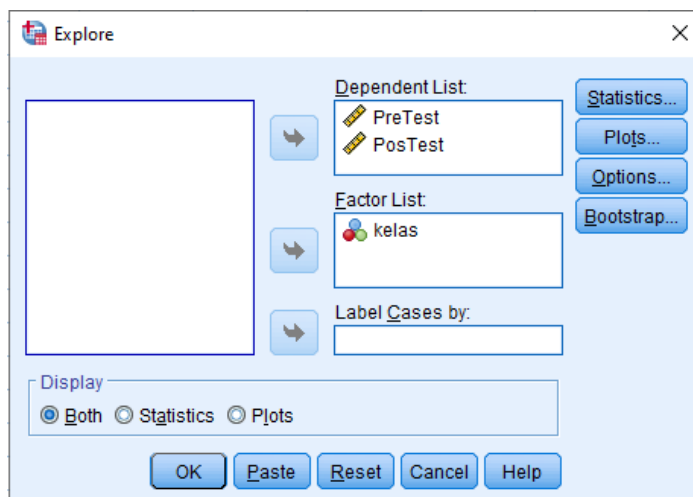 Explore
Dependent List:
PreTest
PosTest
Statistics...
Plots...
Options...
Bootstrap...
Factor List:
kelas
Label Cases by:
Display
Both Statistics Plots
OK Paste Reset Cancel Help